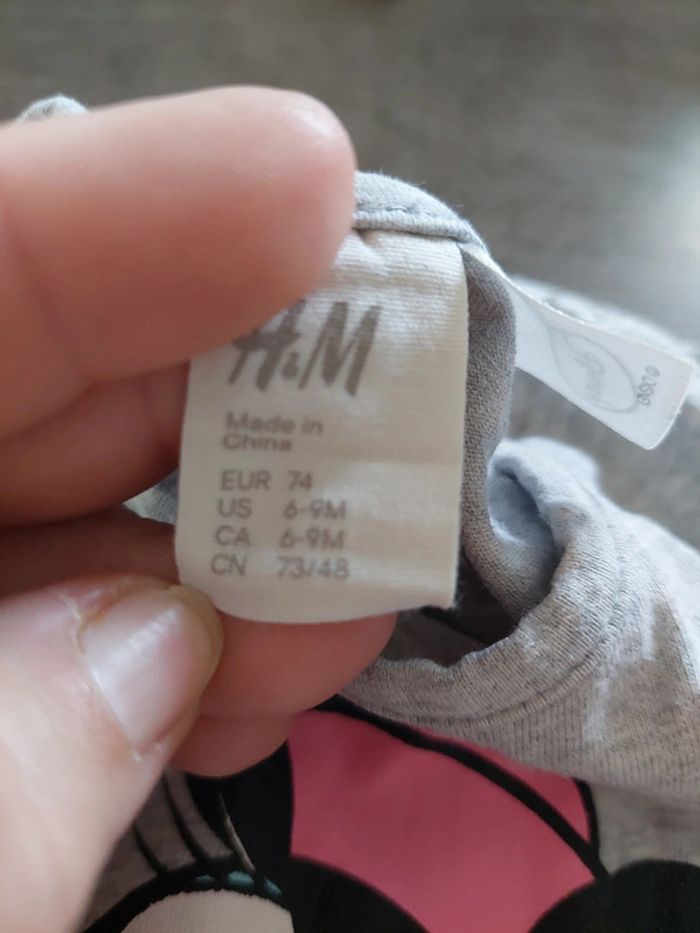 H&M
Made in
China
EUR 74
US 6-9M
CA 6-9M
CN 73/48